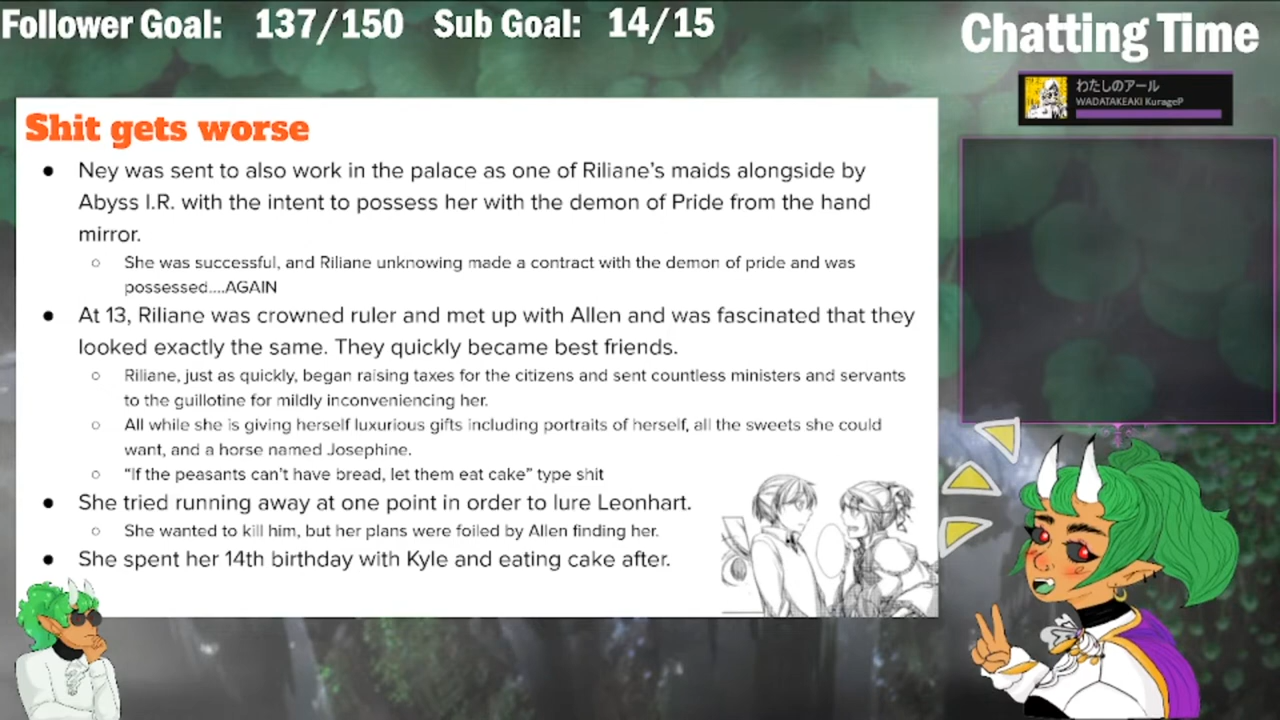 Follower Goal: 137/150 Sub Goal: 14/15
Chatting Time
わたしのアール
WADATAKEAKI KurageP
Shit gets worse
● Ney was sent to also work in the palace as one of Riliane's maids alongside by
Abyss I.R. with the intent to possess her with the demon of Pride from the hand
mirror.
○ She was successful, and Riliane unknowing made a contract with the demon of pride and was
possessed....AGAIN
● At 13, Riliane was crowned ruler and met up with Allen and was fascinated that they
looked exactly the same. They quickly became best friends.
○ Riliane, just as quickly, began raising taxes for the citizens and sent countless ministers and servants
to the guillotine for mildly inconveniencing her.
○ All while she is giving herself luxurious gifts including portraits of herself, all the sweets she could
want, and a horse named Josephine.
○ “If the peasants can't have bread, let them eat cake” type shit
● She tried running away at one point in order to lure Leonhart.
○ She wanted to kill him, but her plans were foiled by Allen finding her.
● She spent her 14th birthday with Kyle and eating cake after.